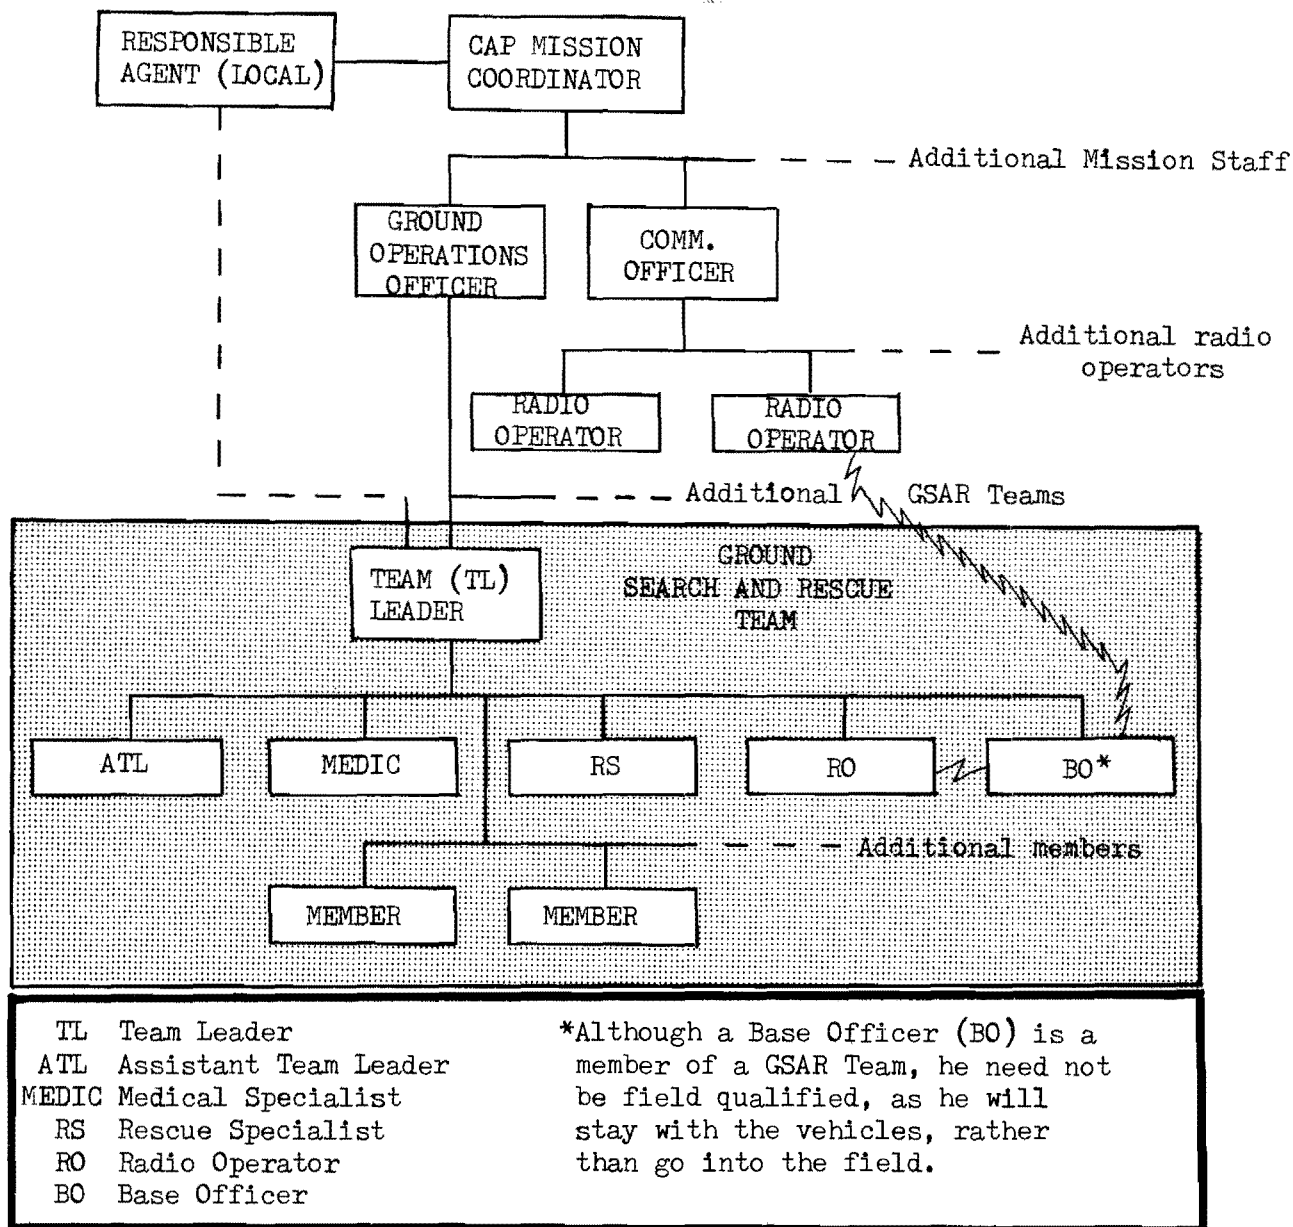 RESPONSIBLE
AGENT (LOCAL)
CAP MISSION
COORDINATOR
Additional Mission Staff
GROUND
OPERATIONS
OFFICER
COMM.
OFFICER
Additional radio
operators
RADIO
OPERATOR
RADIO
OPERATOR
Additional GSAR Teams
TEAM (TL)
LEADER
GROUND
SEARCH AND RESCUE
TEAM
ATL
MEDIC
RS
RO
BO*
Additional members
MEMBER
MEMBER
TL Team Leader
ATL Assistant Team Leader
MEDIC Medical Specialist
RS Rescue Specialist
RO Radio Operator
BO Base Officer
*Although a Base Officer (BO) is a
member of a GSAR Team, he need not
be field qualified, as he will
stay with the vehicles, rather
than go into the field.